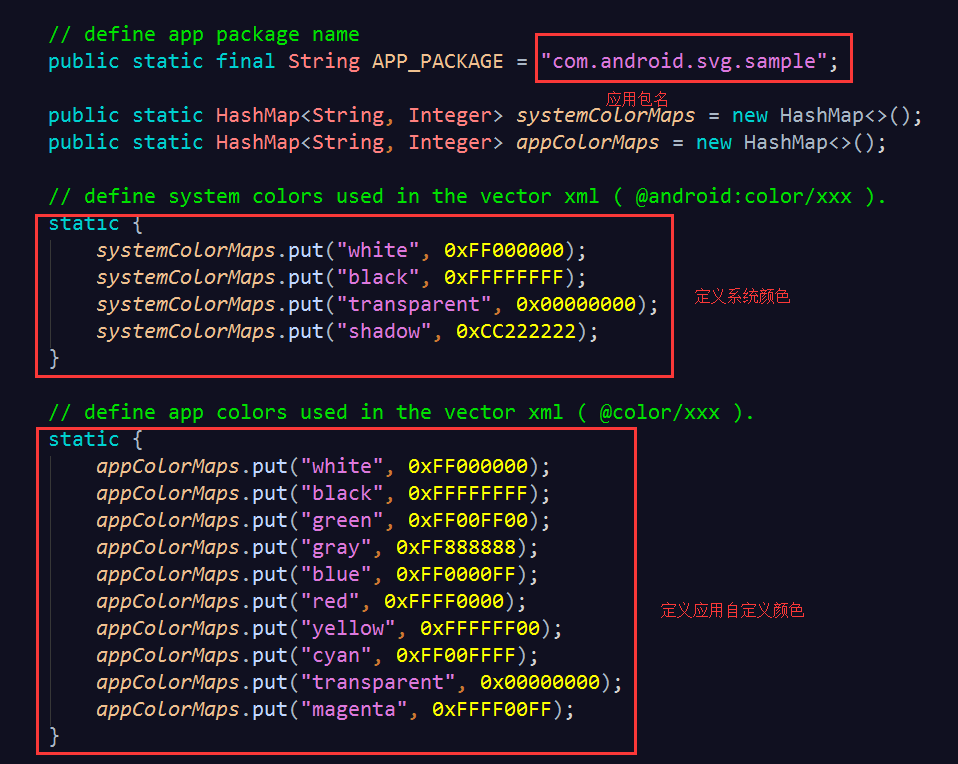 // define app package name
public static final String APP_PACKAGE = "com.android.svg.sample";
应用包名
public static HashMap<String, Integer> systemColorMaps = new HashMap<>();
public static HashMap<String, Integer> appColorMaps = new HashMap<>();
// define system colors used in the vector xml ( @android:color/xxx ).
static {
systemColorMaps.put("white", 0xFF000000);
systemColorMaps.put("black", 0xFFFFFFFF);
systemColorMaps.put("transparent", 0x00000000);
定义系统颜色
systemColorMaps.put("shadow", 0xCC222222);
}
// define app colors used in the vector xml ( @color/xxx ).
static {
appColorMaps.put("white", 0xFF000000);
appColorMaps.put("black", 0xFFFFFFFF);
appColorMaps.put("green", 0xFF00FF00);
appColorMaps.put("gray", 0xFF888888);
appColorMaps.put("blue", 0xFF0000FF);
appColorMaps.put("red", 0xFFFF0000);
定义应用自定义颜色
appColorMaps.put("yellow", 0xFFFFFF00);
appColorMaps.put("cyan", 0xFF00FFFF);
appColorMaps.put("transparent", 0x00000000);
appColorMaps.put("magenta", 0xFFFF00FF);
}